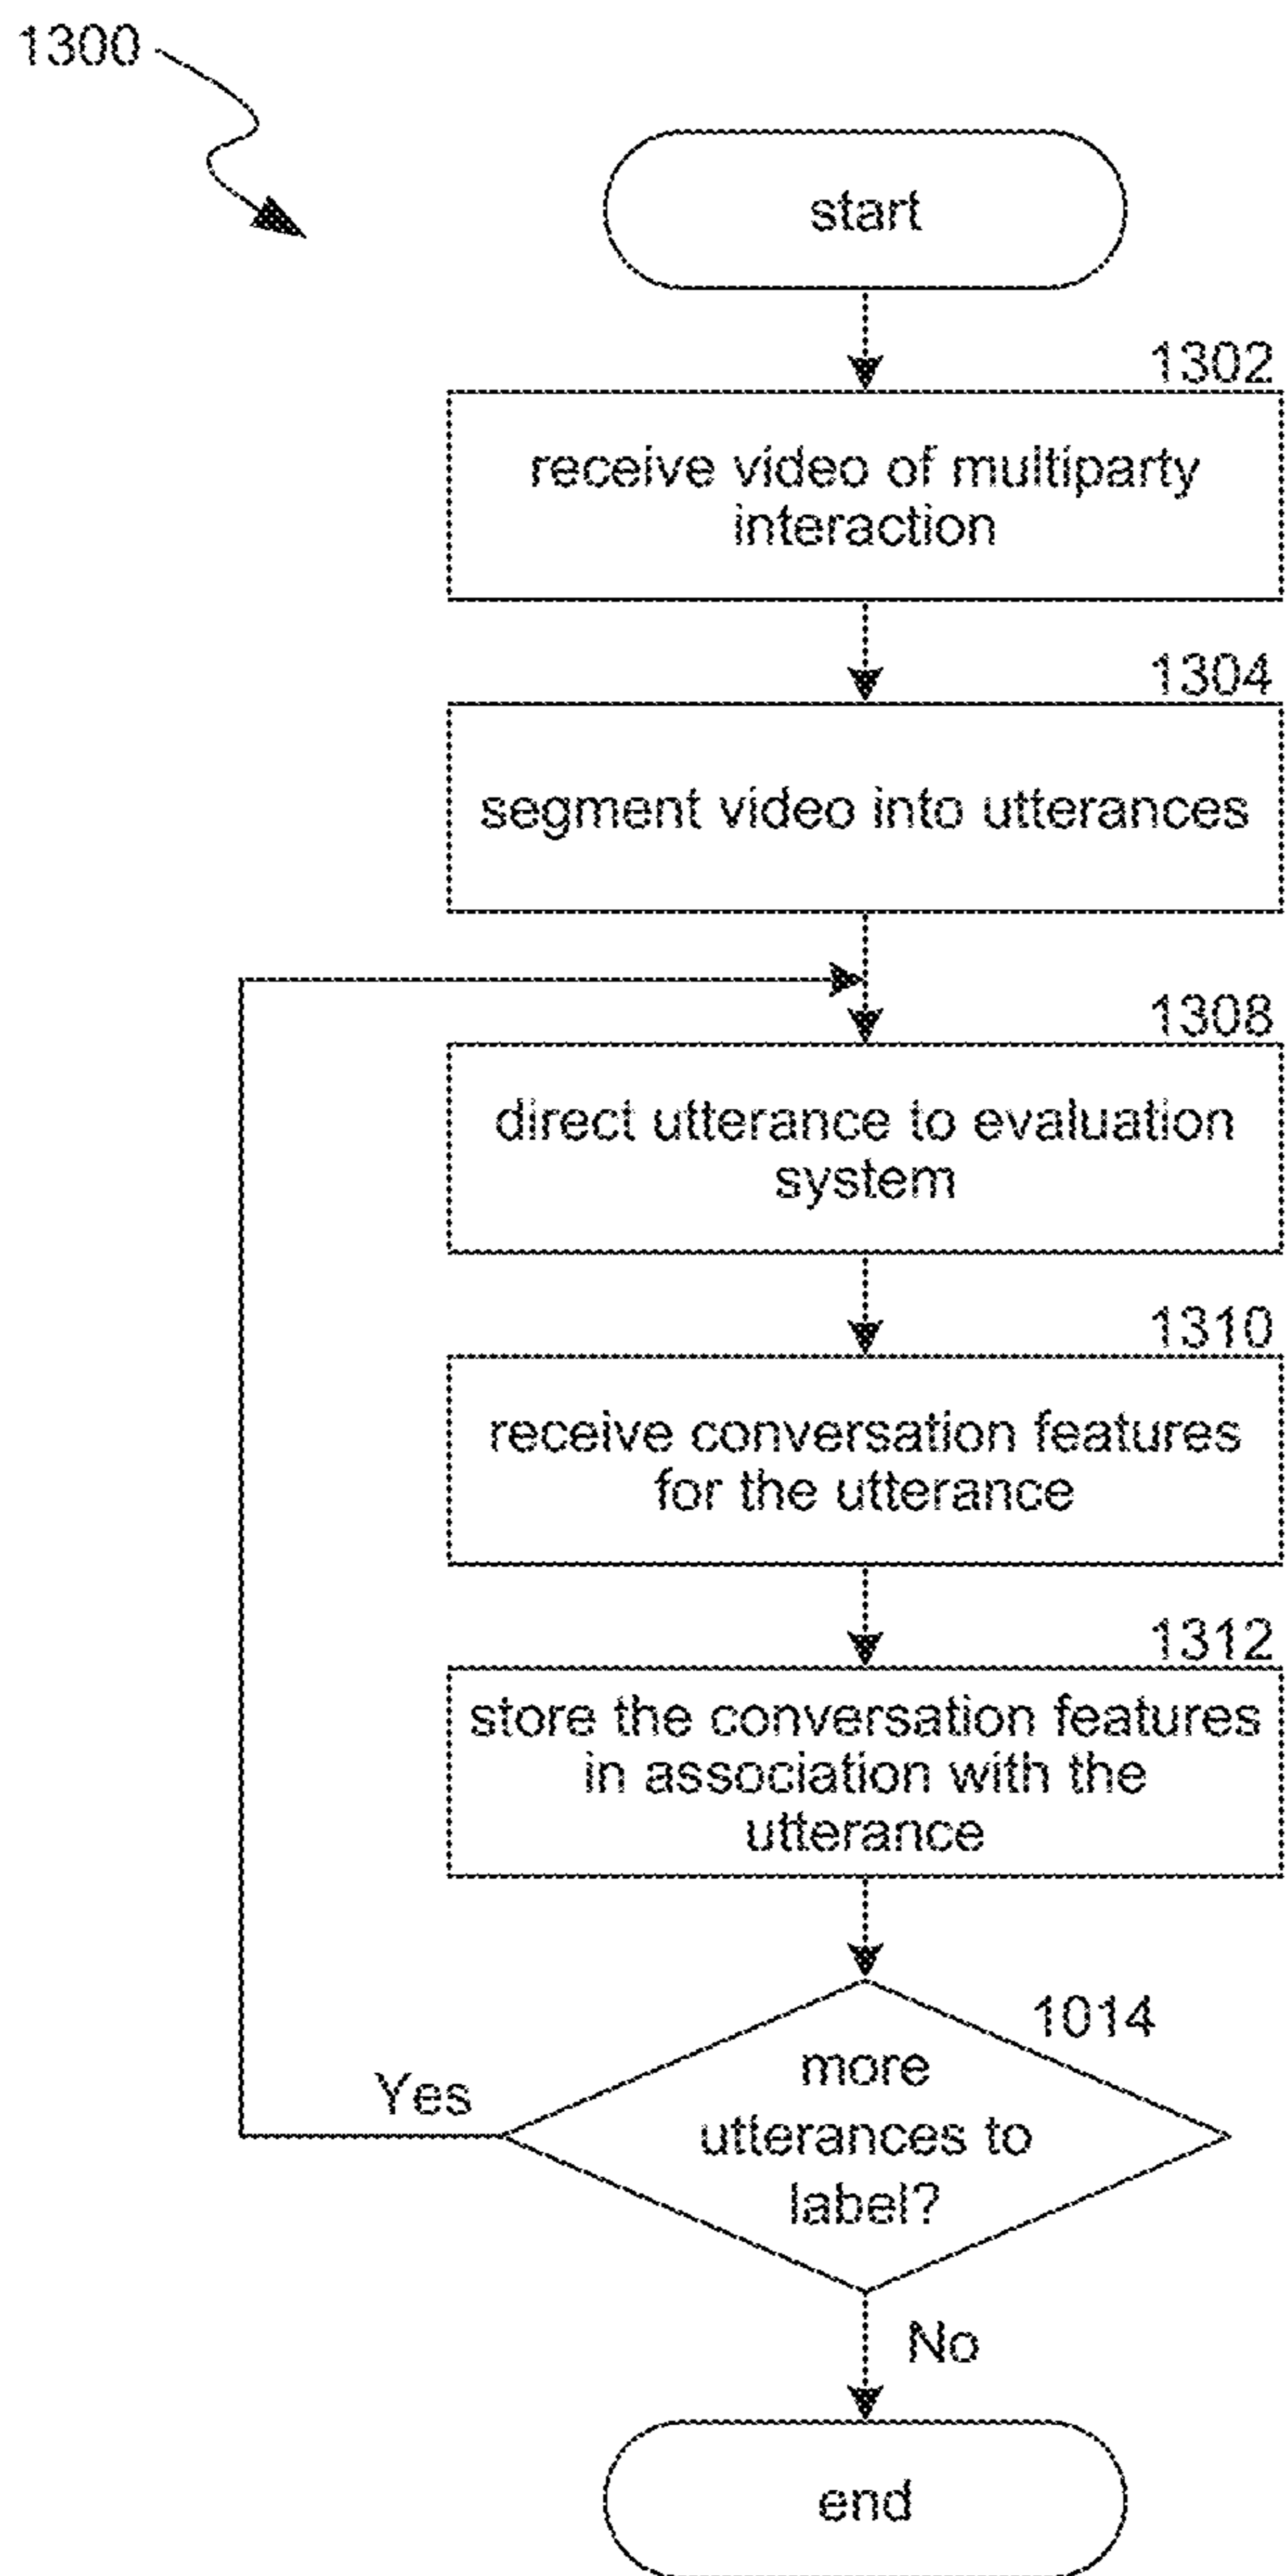 1300
start
1302
receive video of multiparty
interaction
1304
segment video into utterances
1308
direct utterance to evaluation
system
1310
receive conversation features
for the utterance
1312
store the conversation features
in association with the
utterance
1014
more
utterances to
label?
Yes
No
end